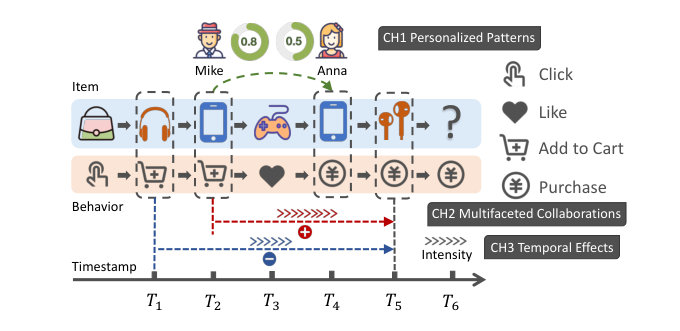 0.8
0.5
CH1 Personalized Patterns
Mike
Anna
Item
Click
?
Like
Add to Cart
¥ ¥ ¥
¥ Purchase
Behavior
CH2 Multifaceted Collaborations
CH3 Temporal Effects
Intensity
Timestamp
T1 T2 T3 T4 T5 T6